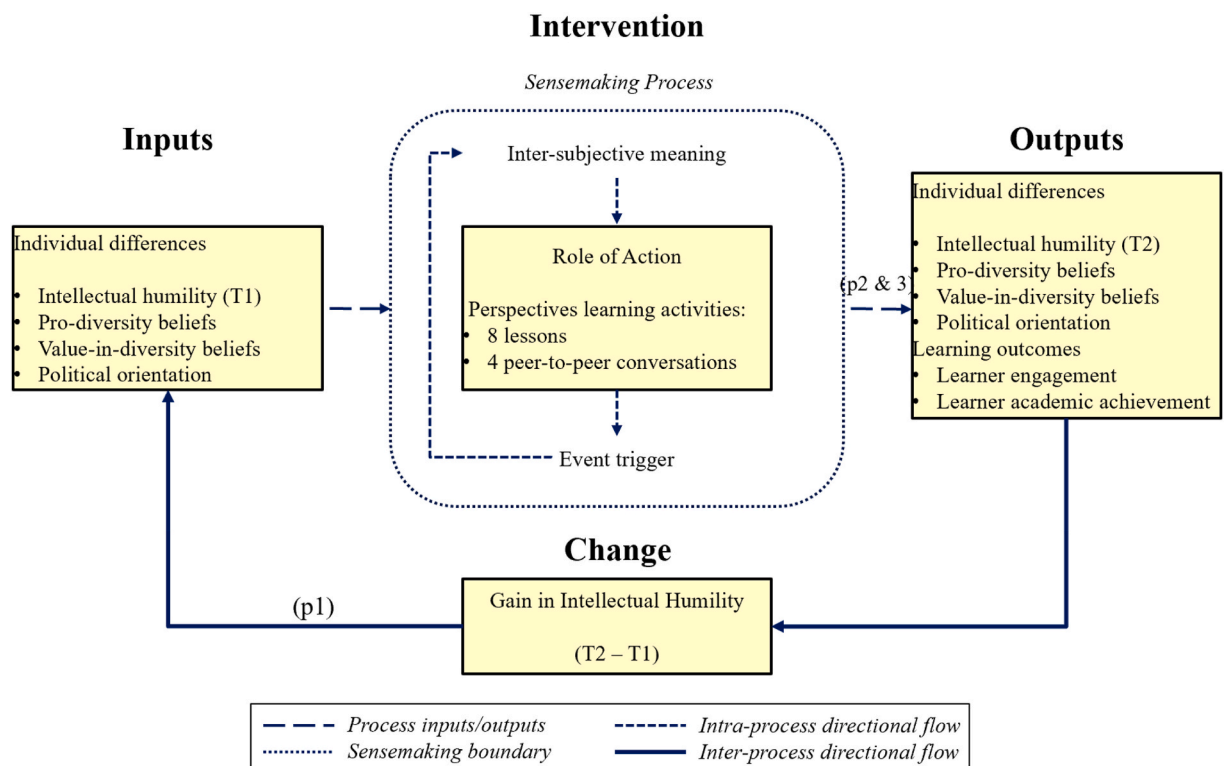 Intervention
Sensemaking Process
Inputs
Outputs
Inter-subjective meaning
Individual differences
• Intellectual humility (T1)
• Pro-diversity beliefs
• Value-in-diversity beliefs
• Political orientation
Role of Action
Perspectives learning activities:
• 8 lessons
• 4 peer-to-peer conversations
Event trigger
(p2 & 3)
Individual differences
• Intellectual humility (T2)
• Pro-diversity beliefs
• Value-in-diversity beliefs
• Political orientation
Learning outcomes
• Learner engagement
• Learner academic achievement
Change
(p1)
Gain in Intellectual Humility
(T2 – T1)
Process inputs/outputs
Intra-process directional flow
Sensemaking boundary
Inter-process directional flow